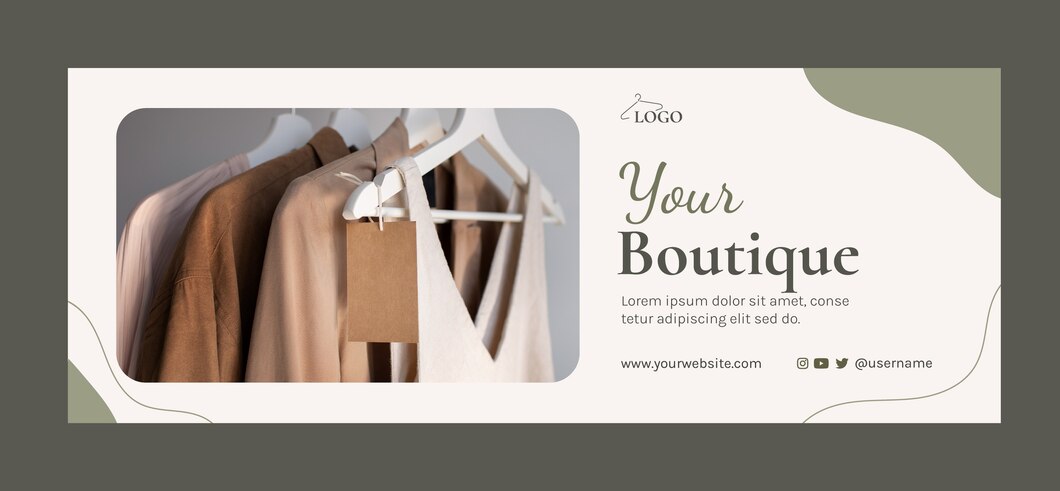 LOGO
Your
Boutique
Lorem ipsum dolor sit amet, conse
tetur adipiscing elit sed do.
www.yourwebsite.com @username